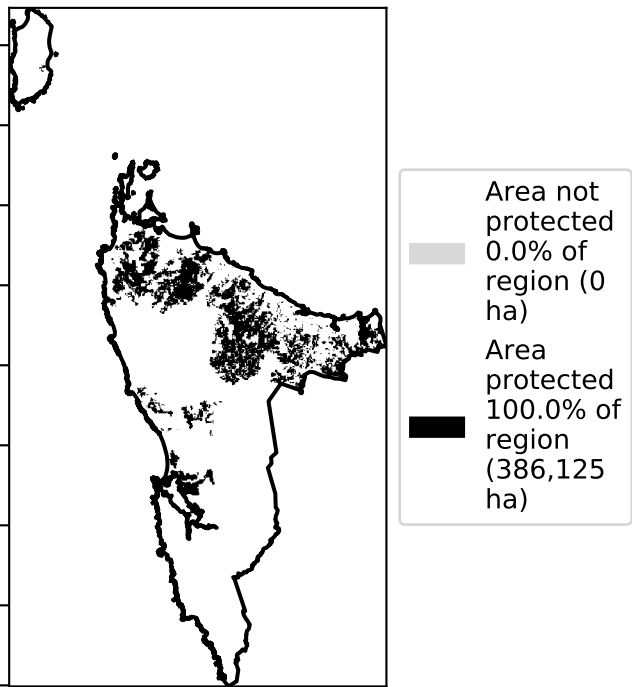 Area not
protected
0.0% of
region (0
ha)
Area
protected
100.0% of
region
(386,125
ha)